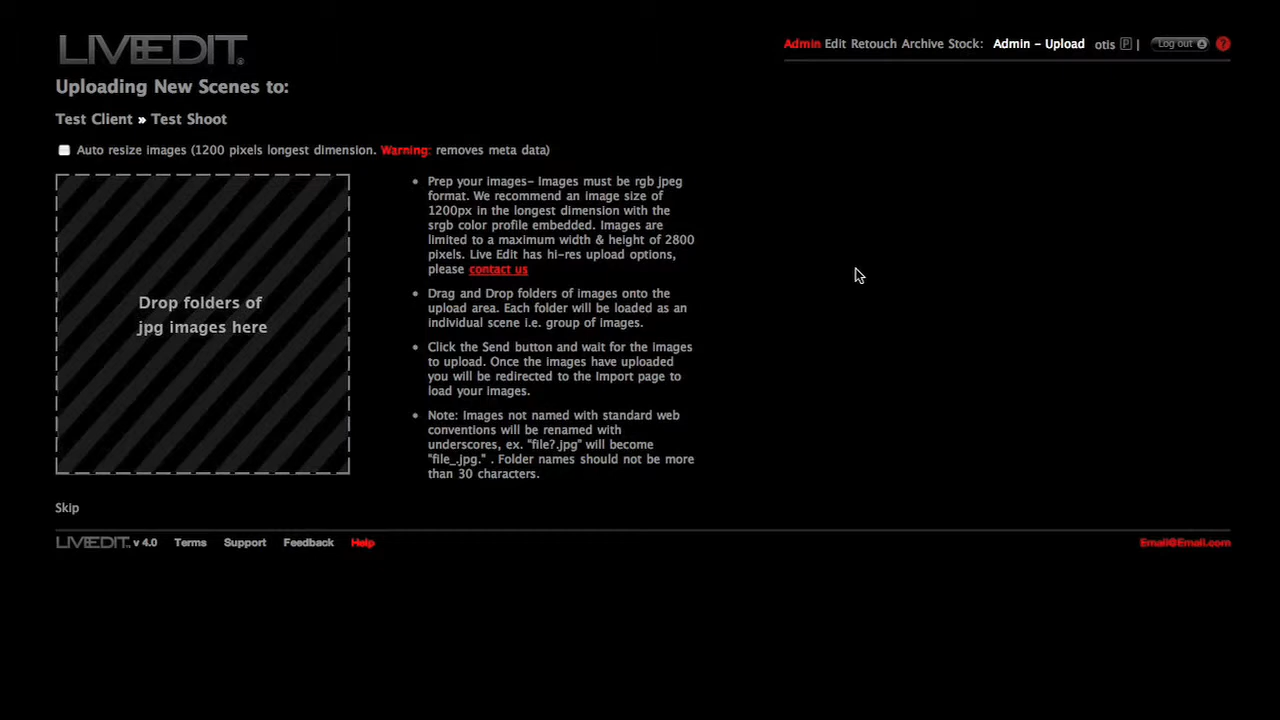 LIVEEDIT®
Admin Edit Retouch Archive Stock: Admin – Upload otis P | Log out ?
Uploading New Scenes to:
Test Client » Test Shoot
Auto resize images (1200 pixels longest dimension. Warning: removes meta data)
Drop folders of
jpg images here
• Prep your images– Images must be rgb jpeg
format. We recommend an image size of
1200px in the longest dimension with the
srgb color profile embedded. Images are
limited to a maximum width & height of 2800
pixels. Live Edit has hi-res upload options,
please contact us
• Drag and Drop folders of images onto the
upload area. Each folder will be loaded as an
individual scene i.e. group of images.
• Click the Send button and wait for the images
to upload. Once the images have uploaded
you will be redirected to the Import page to
load your images.
• Note: Images not named with standard web
conventions will be renamed with
underscores, ex. "file?.jpg" will become
"file_.jpg." . Folder names should not be more
than 30 characters.
Skip
LIVEEDIT. v 4.0 Terms Support Feedback Help Email@Email.com